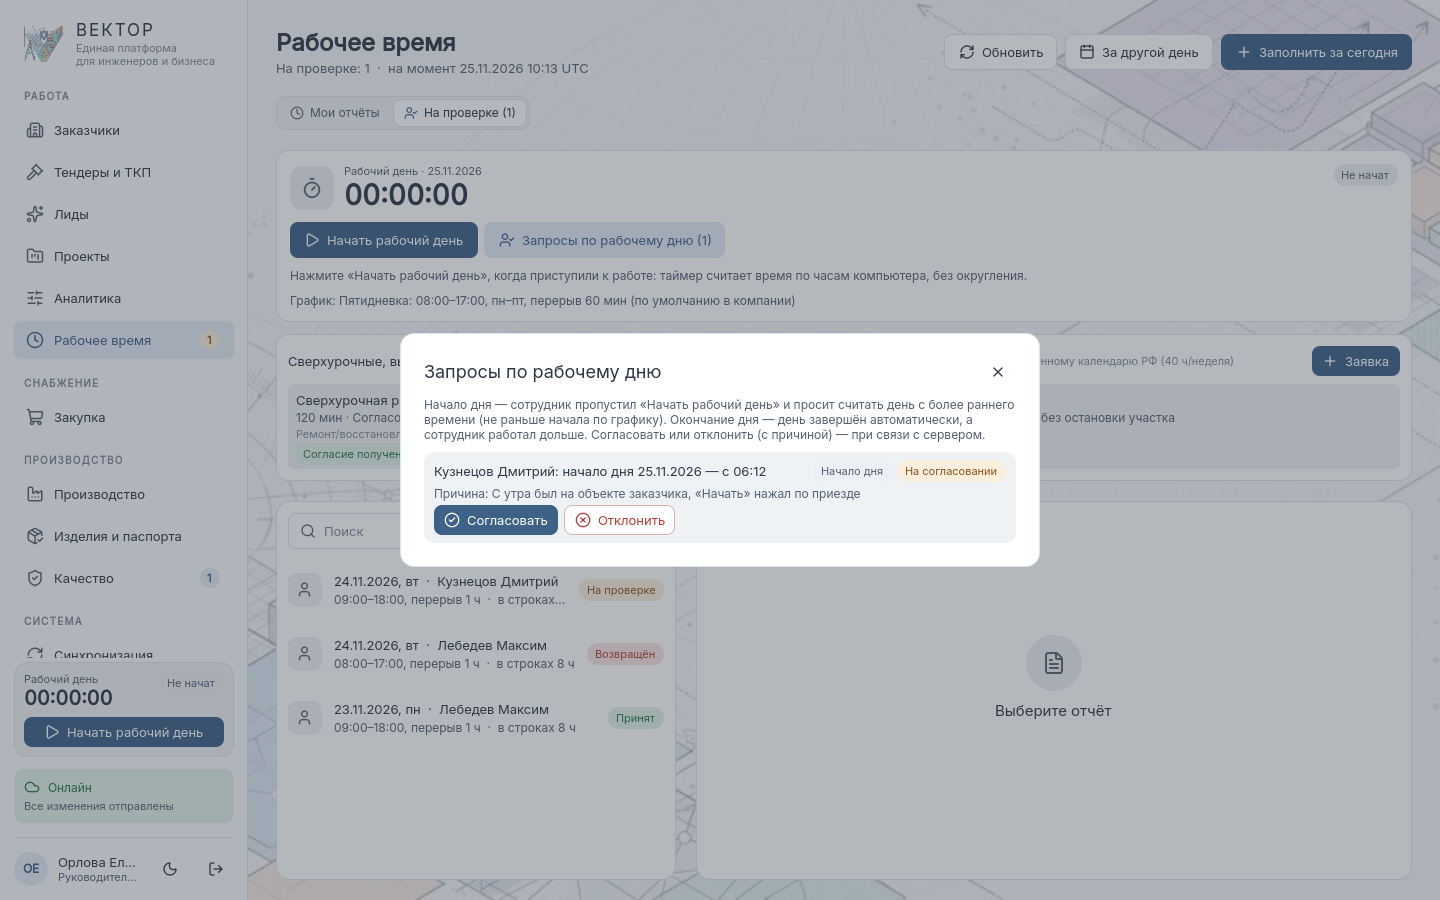 ВЕКТОР
Единая платформа
для инженеров и бизнеса
РАБОТА
Заказчики
Тендеры и ТКП
Лиды
Проекты
Аналитика
Рабочее время
1
СНАБЖЕНИЕ
Закупка
ПРОИЗВОДСТВО
Производство
Изделия и паспорта
Качество
1
СИСТЕМА
Синхронизация
Рабочий день
Не начат
00:00:00
Начать рабочий день
Онлайн
Все изменения отправлены
ОЕ
Орлова Ел...
Руководител...
Рабочее время
На проверке: 1 · на момент 25.11.2026 10:13 UTC
Обновить
За другой день
Заполнить за сегодня
Мои отчёты
На проверке (1)
Рабочий день · 25.11.2026
00:00:00
Не начат
Начать рабочий день
Запросы по рабочему дню (1)
Нажмите «Начать рабочий день», когда приступили к работе: таймер считает время по часам компьютера, без округления.
График: Пятидневка: 08:00–17:00, пн–пт, перерыв 60 мин (по умолчанию в компании)
Сверхурочные,
календарю РФ (40 ч/неделя)
Заявка
Сверхурочная
120 мин ·
без остановки участка
Согласие
Запросы по рабочему дню
Начало дня — сотрудник пропустил «Начать рабочий день» и просит считать день с более раннего
времени (не раньше начала по графику). Окончание дня — день завершён автоматически, а
сотрудник работал дольше. Согласовать или отклонить (с причиной) — при связи с сервером.
Кузнецов Дмитрий: начало дня 25.11.2026 — с 06:12
Начало дня
На согласовании
Причина: С утра был на объекте заказчика, «Начать» нажал по приезде
Согласовать
Отклонить
Поиск
24.11.2026, вт · Кузнецов Дмитрий
09:00–18:00, перерыв 1 ч · в строках...
На проверке
24.11.2026, вт · Лебедев Максим
08:00–17:00, перерыв 1 ч · в строках 8 ч
Возвращён
23.11.2026, пн · Лебедев Максим
09:00–18:00, перерыв 1 ч · в строках 8 ч
Принят
Выберите отчёт